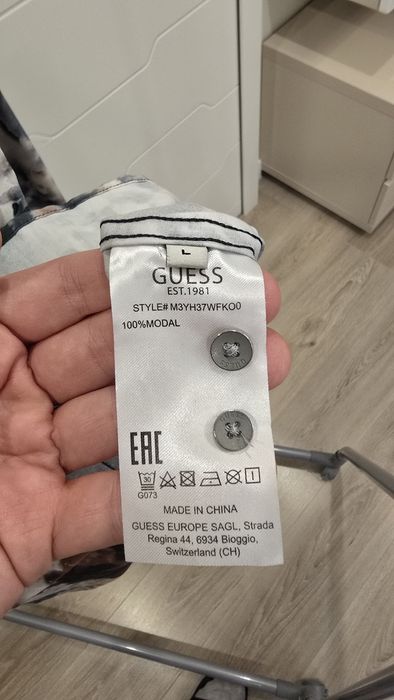 L
GUESS
EST.1981
STYLE# M3YH37WFKO0
100%MODAL
EAC
30
G073
MADE IN CHINA
GUESS EUROPE SAGL, Strada
Regina 44, 6934 Bioggio,
Switzerland (CH)